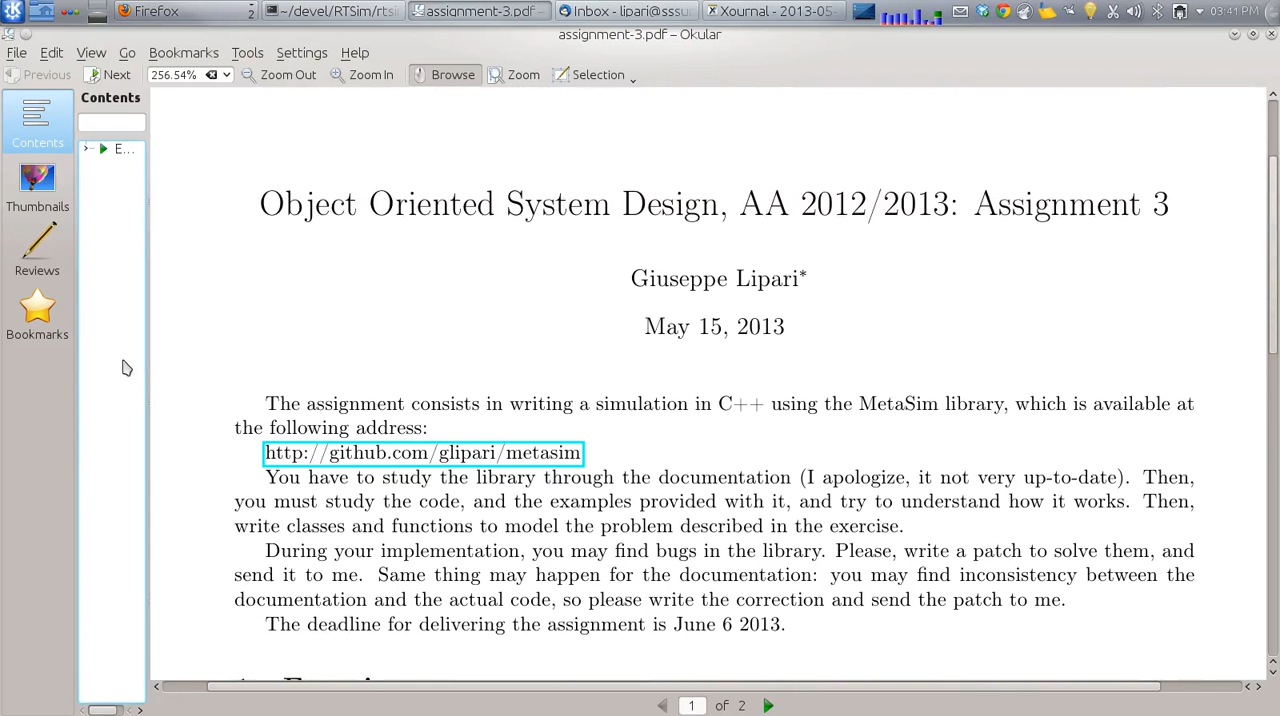 Firefox 2
~/devel/RTSim/rtsi
assignment-3.pdf –
Inbox - lipari@sssu
Xournal - 2013-05-
03:41 PM
assignment-3.pdf – Okular
File Edit View Go Bookmarks Tools Settings Help
Previous Next 256.54% Zoom Out Zoom In Browse Zoom Selection
Contents
Contents
E...
Thumbnails
Reviews
Bookmarks
Object Oriented System Design, AA 2012/2013: Assignment 3
Giuseppe Lipari*
May 15, 2013
The assignment consists in writing a simulation in C++ using the MetaSim library, which is available at
the following address:
http://github.com/glipari/metasim
You have to study the library through the documentation (I apologize, it not very up-to-date). Then,
you must study the code, and the examples provided with it, and try to understand how it works. Then,
write classes and functions to model the problem described in the exercise.
During your implementation, you may find bugs in the library. Please, write a patch to solve them, and
send it to me. Same thing may happen for the documentation: you may find inconsistency between the
documentation and the actual code, so please write the correction and send the patch to me.
The deadline for delivering the assignment is June 6 2013.
1 of 2